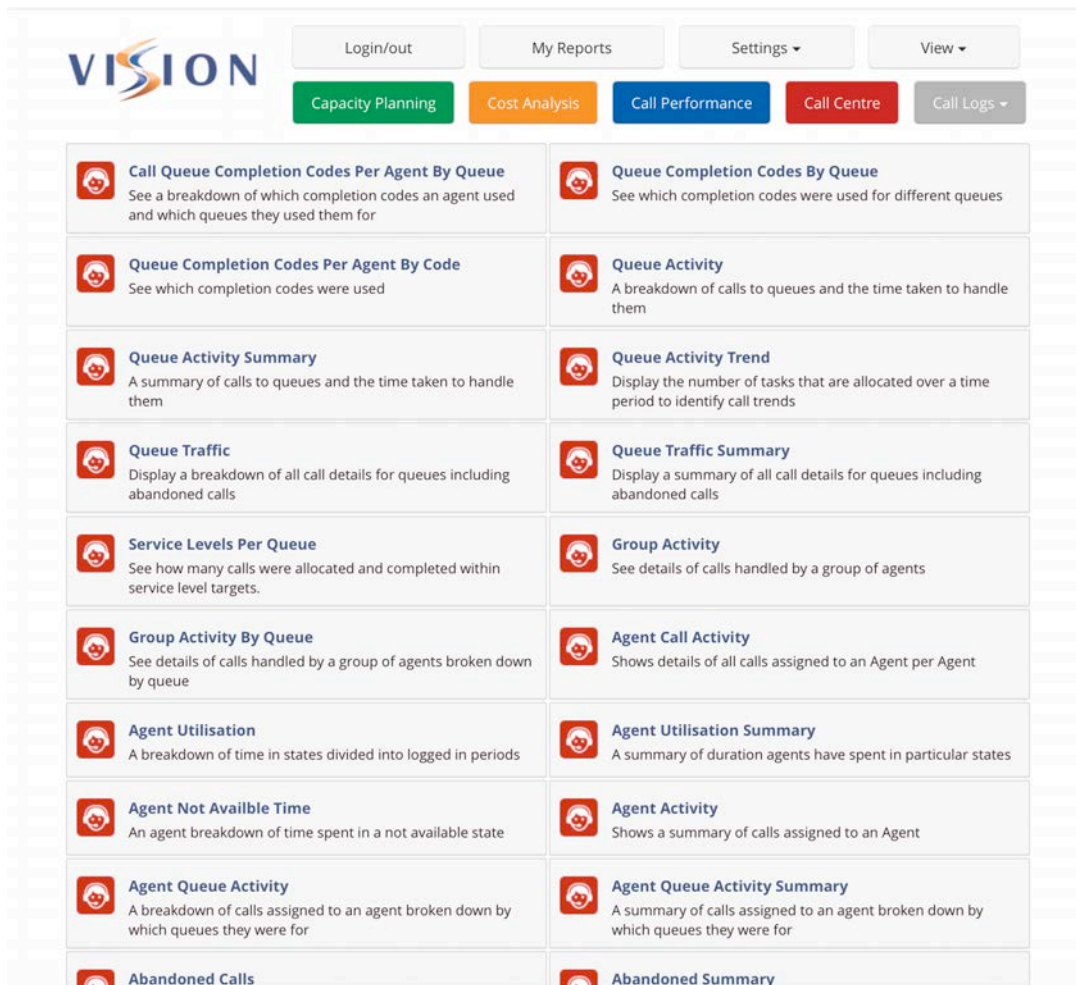 VISION
Login/out
My Reports
Settings
View
Capacity Planning
Cost Analysis
Call Performance
Call Centre
Call Logs
Call Queue Completion Codes Per Agent By Queue
See a breakdown of which completion codes an agent used
and which queues they used them for
Queue Completion Codes By Queue
See which completion codes were used for different queues
Queue Completion Codes Per Agent By Code
See which completion codes were used
Queue Activity
A breakdown of calls to queues and the time taken to handle
them
Queue Activity Summary
A summary of calls to queues and the time taken to handle
them
Queue Activity Trend
Display the number of tasks that are allocated over a time
period to identify call trends
Queue Traffic
Display a breakdown of all call details for queues including
abandoned calls
Queue Traffic Summary
Display a summary of all call details for queues including
abandoned calls
Service Levels Per Queue
See how many calls were allocated and completed within
service level targets.
Group Activity
See details of calls handled by a group of agents
Group Activity By Queue
See details of calls handled by a group of agents broken down
by queue
Agent Call Activity
Shows details of all calls assigned to an Agent per Agent
Agent Utilisation
A breakdown of time in states divided into logged in periods
Agent Utilisation Summary
A summary of duration agents have spent in particular states
Agent Not Availble Time
An agent breakdown of time spent in a not available state
Agent Activity
Shows a summary of calls assigned to an Agent
Agent Queue Activity
A breakdown of calls assigned to an agent broken down by
which queues they were for
Agent Queue Activity Summary
A summary of calls assigned to an agent broken down by
which queues they were for
Abandoned Calls
Abandoned Summary